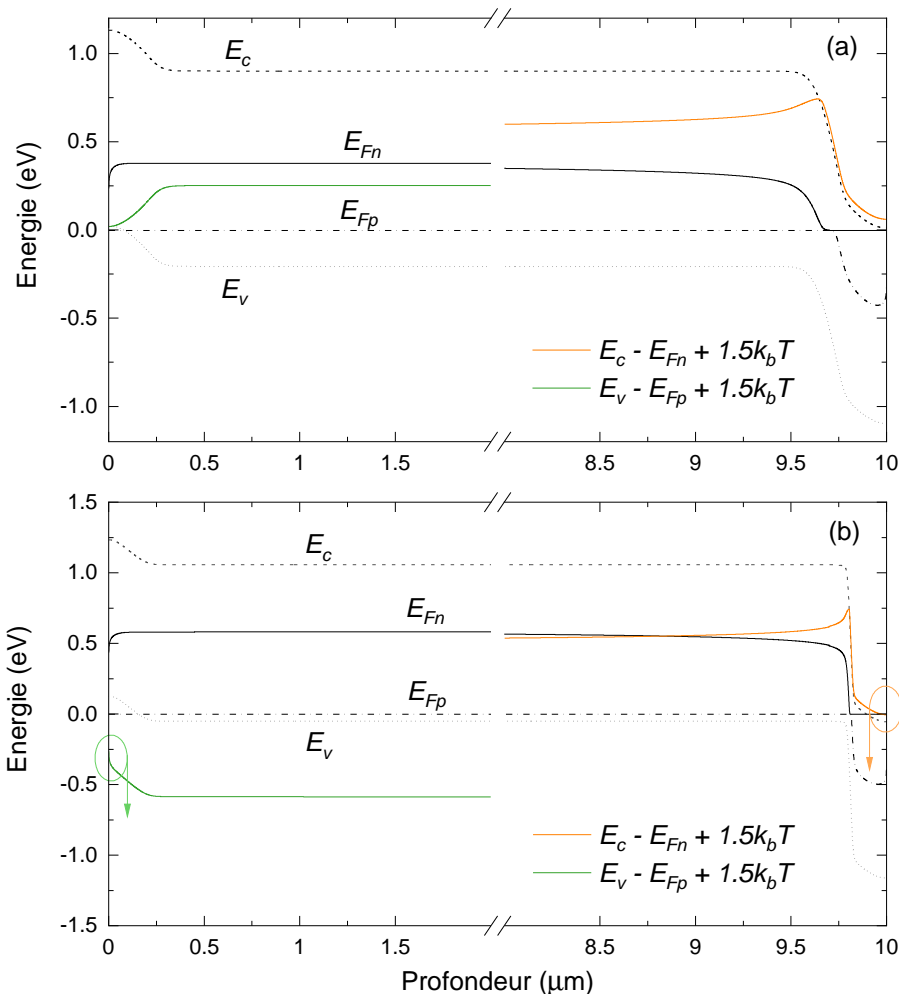 (a)
1.0
0.5
0.0
-0.5
-1.0
Energie (eV)
E_c
E_Fn
E_Fp
E_v
E_c - E_Fn + 1.5k_bT
E_v - E_Fp + 1.5k_bT
0 0.5 1 1.5 8.5 9 9.5 10
(b)
1.5
1.0
0.5
0.0
-0.5
-1.0
-1.5
Energie (eV)
E_c
E_Fn
E_Fp
E_v
E_c - E_Fn + 1.5k_bT
E_v - E_Fp + 1.5k_bT
0 0.5 1 1.5 8.5 9 9.5 10
Profondeur (μm)